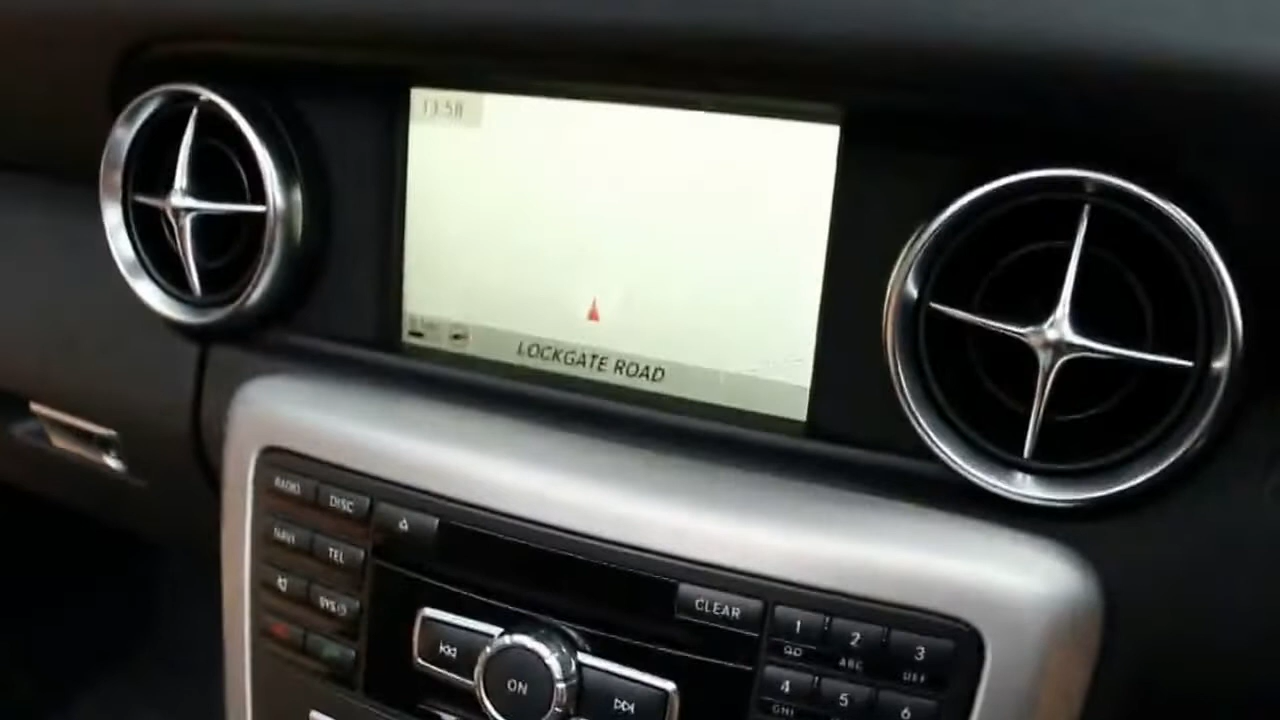 13:58
LOCKGATE ROAD
RADIO DISC
NAVI TEL
SYS
CLEAR
1 2 3
ABC DEF
4 5 6
GHI
ON